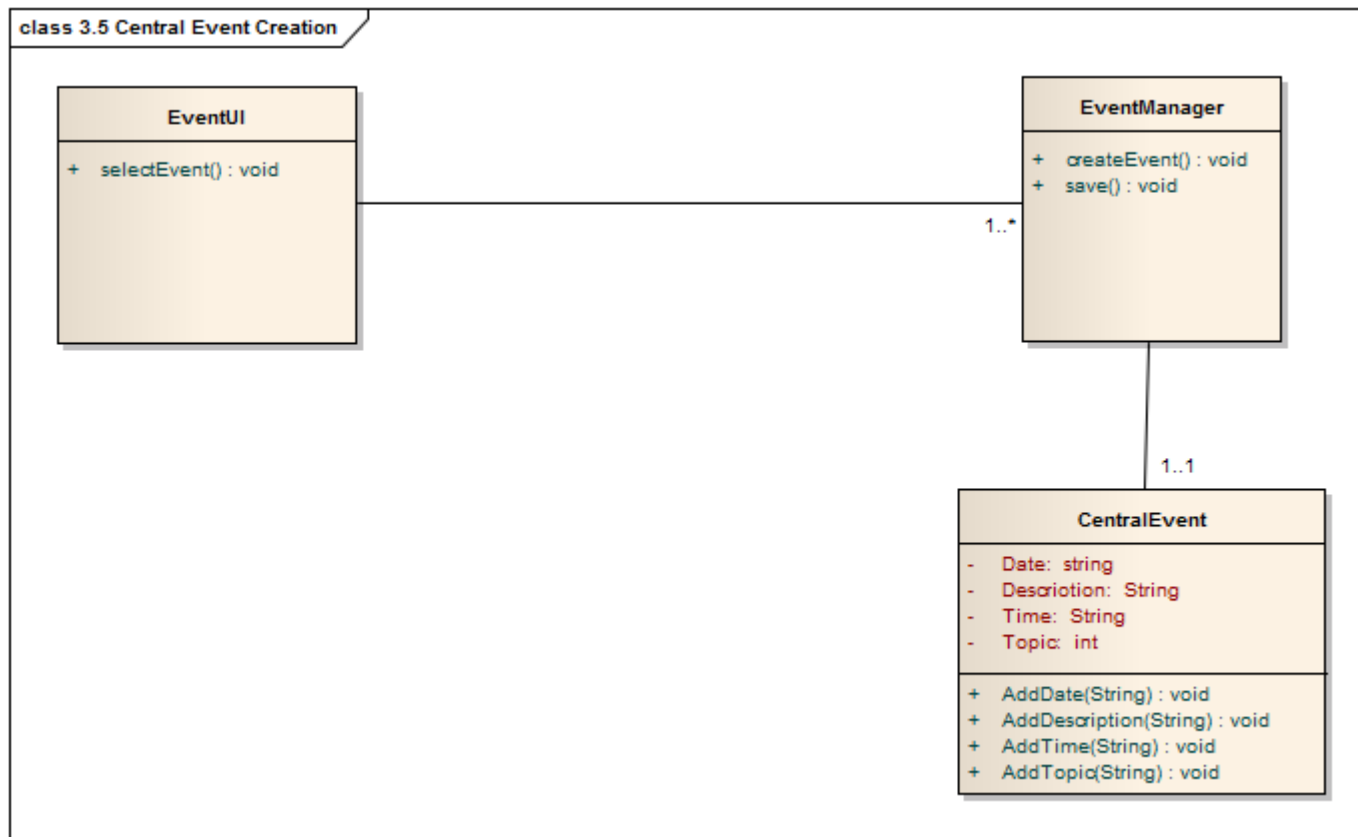 class 3.5 Central Event Creation
EventUI
+ selectEvent() : void
EventManager
+ createEvent() : void
+ save() : void
1..*
1..1
CentralEvent
- Date: string
- Descriotion: String
- Time: String
- Topic: int
+ AddDate(String) : void
+ AddDescription(String) : void
+ AddTime(String) : void
+ AddTopic(String) : void